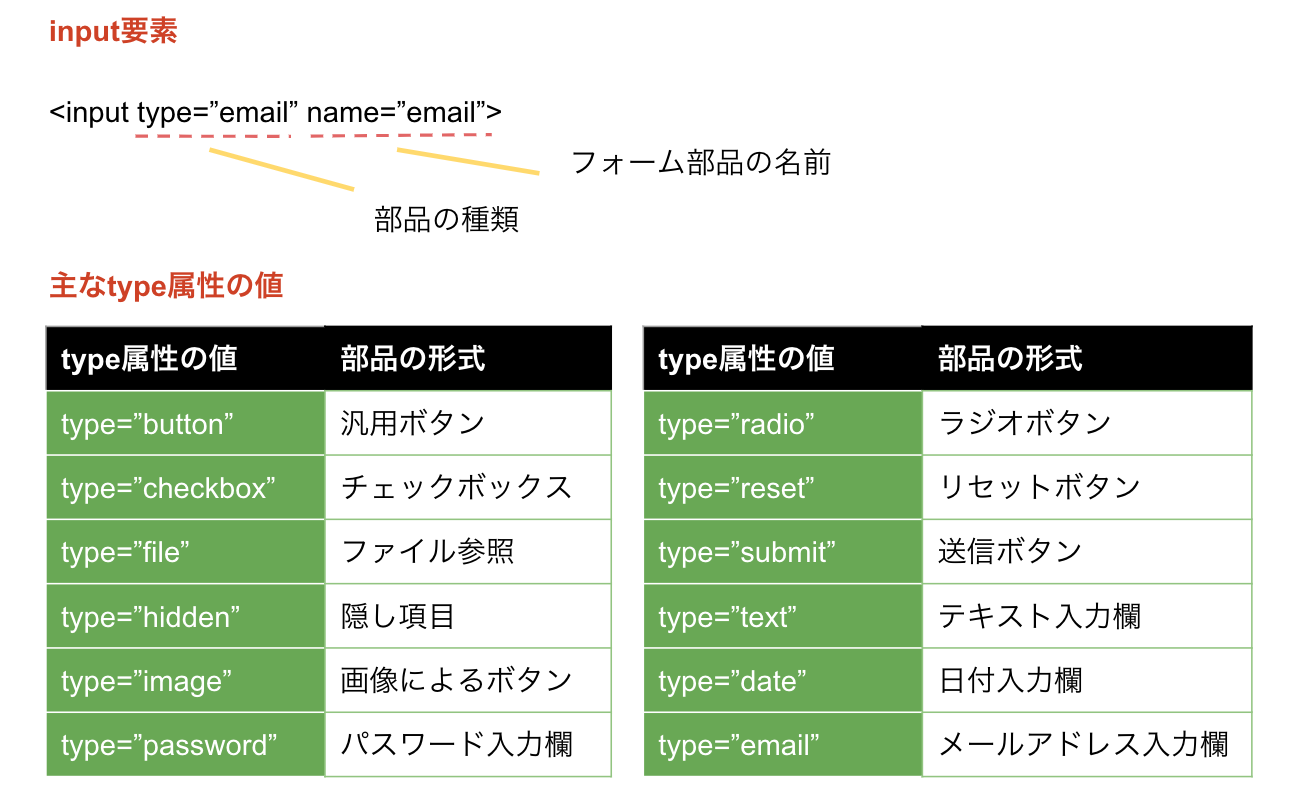 input要素
<input type=”email” name=”email”>
フォーム部品の名前
部品の種類
主なtype属性の値
type属性の値 部品の形式
type=”button” 汎用ボタン
type=”checkbox” チェックボックス
type=”file” ファイル参照
type=”hidden” 隠し項目
type=”image” 画像によるボタン
type=”password” パスワード入力欄
type属性の値 部品の形式
type=”radio” ラジオボタン
type=”reset” リセットボタン
type=”submit” 送信ボタン
type=”text” テキスト入力欄
type=”date” 日付入力欄
type=”email” メールアドレス入力欄